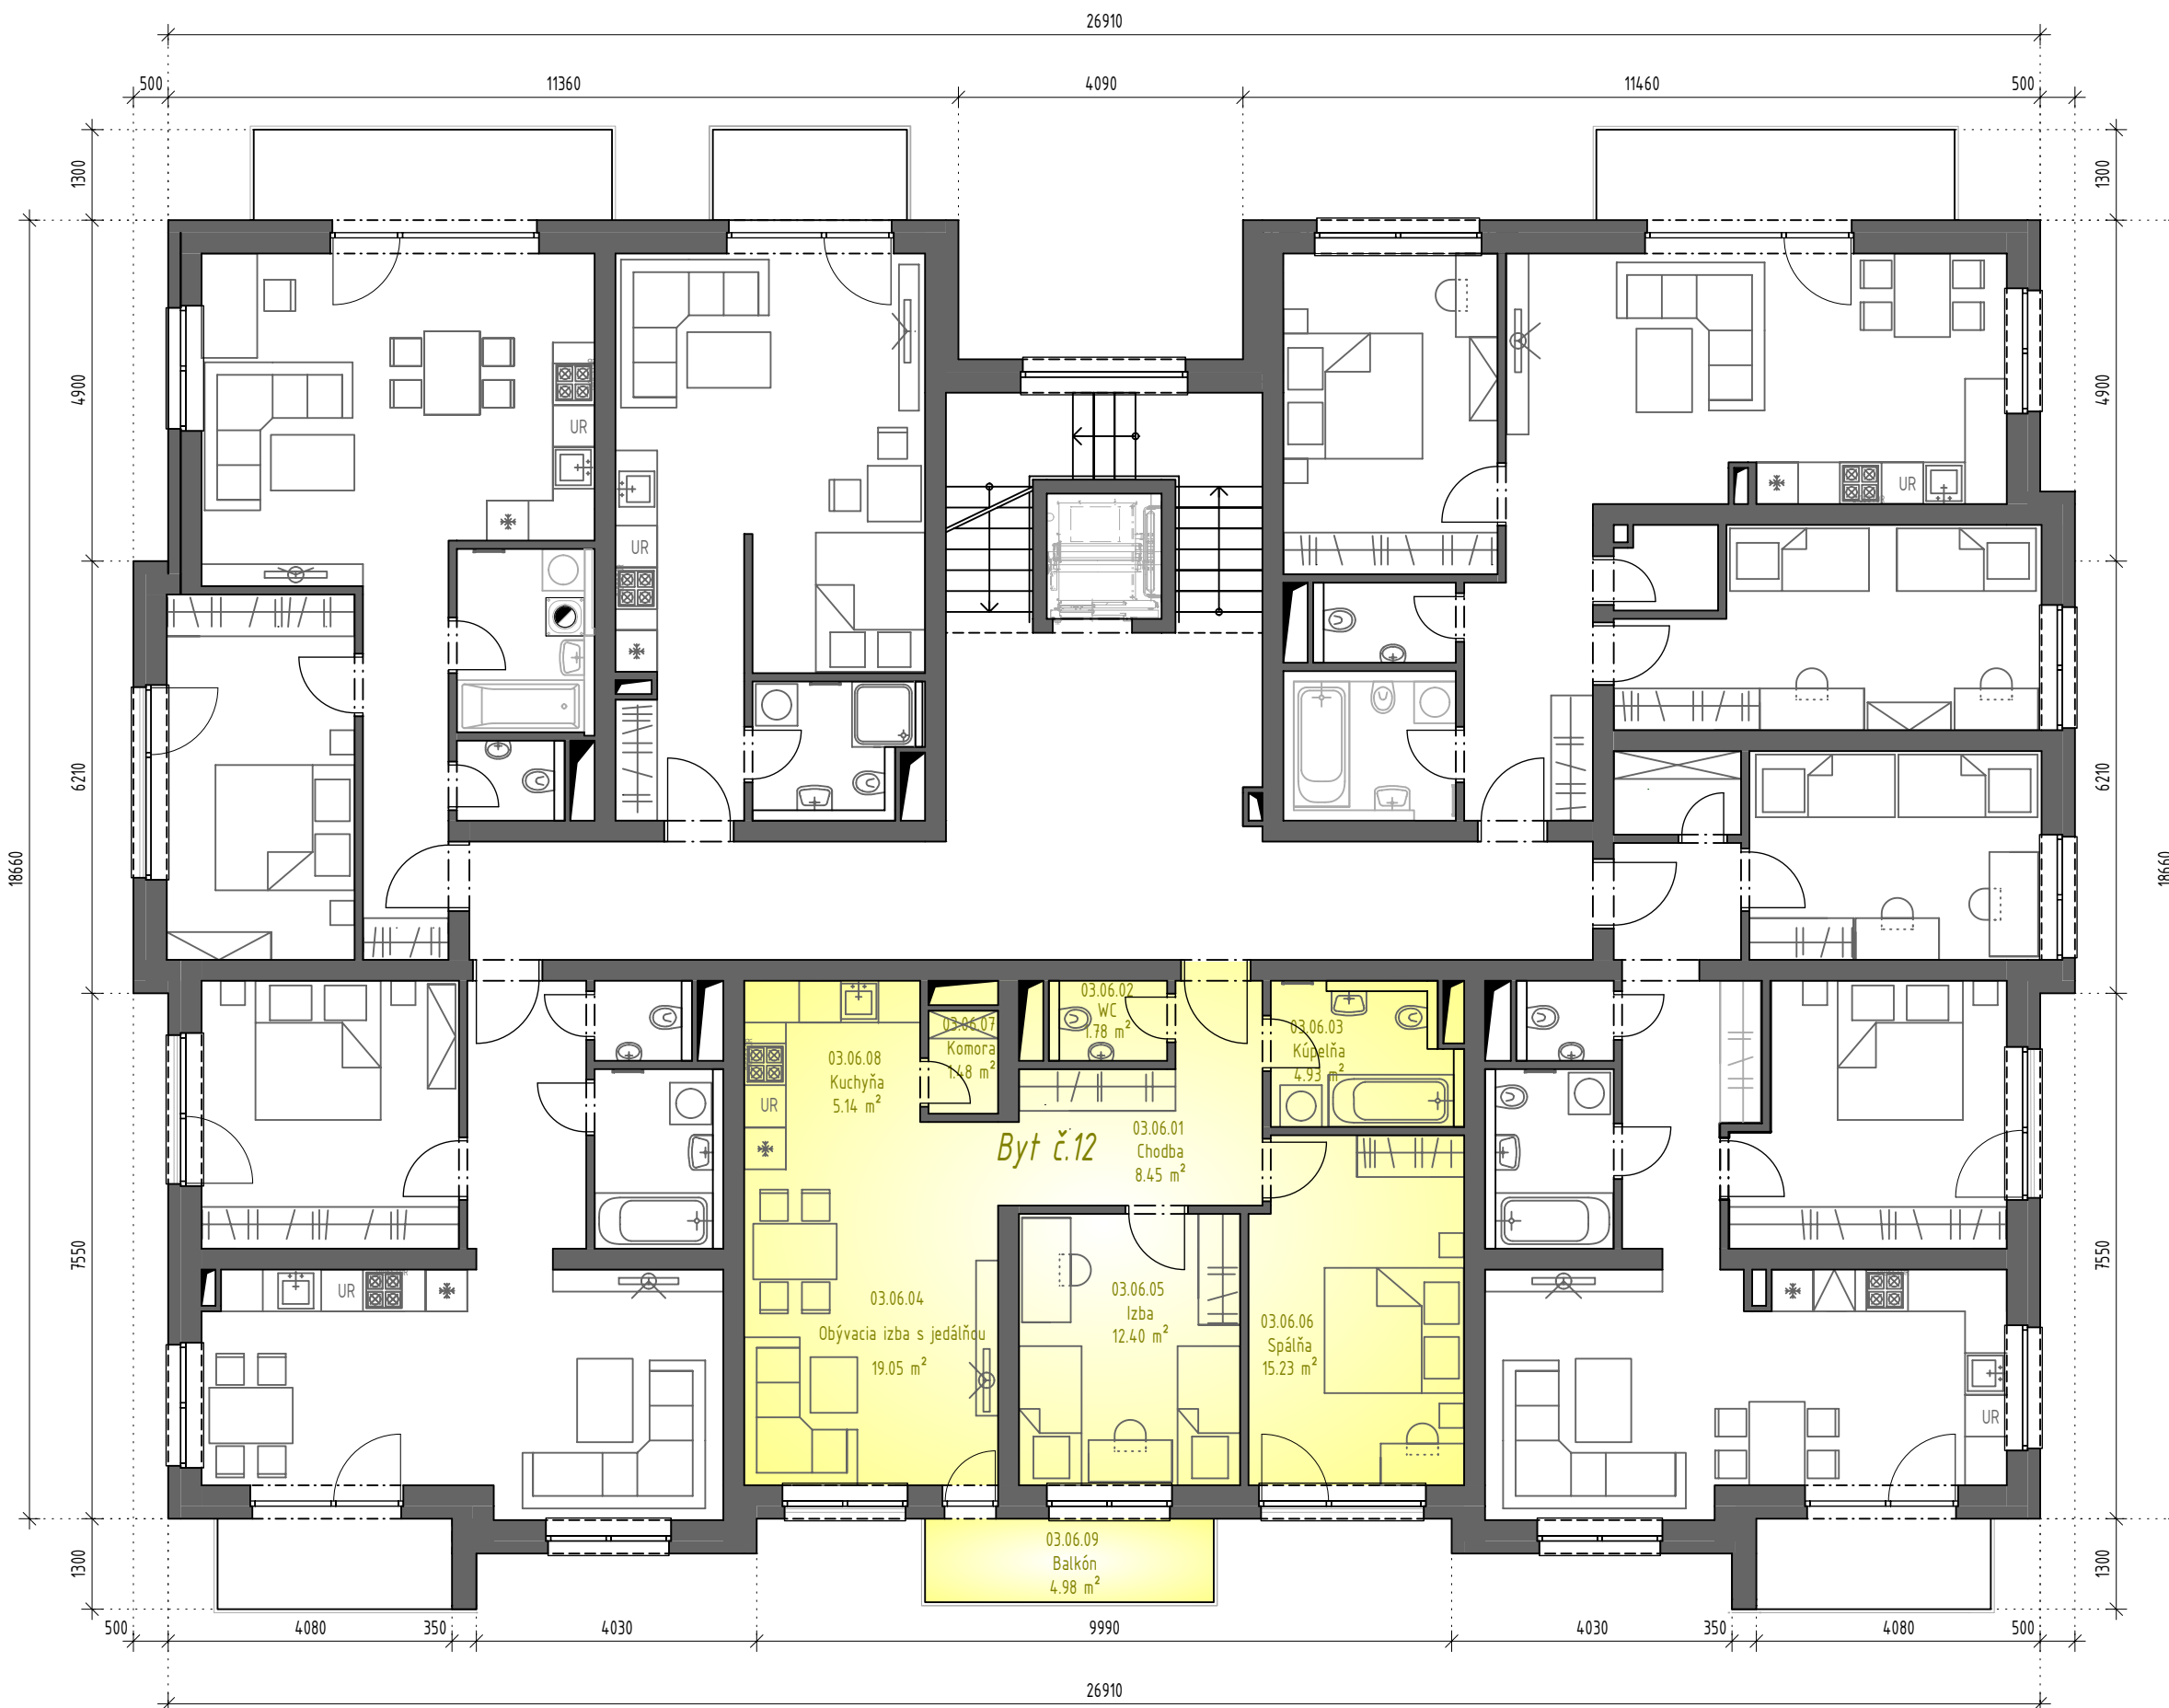 26910
500
11360
4090
11460
500
1300
1300
4900
4900
UR
UR
UR
6210
6210
18660
18660
03.06.02
WC
1.78 m²
03.06.07
Komora
1.48 m²
03.06.03
Kúpelňa
4.93 m²
03.06.08
Kuchyňa
5.14 m²
UR
Byt č.12
03.06.01
Chodba
8.45 m²
7550
7550
UR
03.06.04
Obývacia izba s jedálňou
19.05 m²
03.06.05
Izba
12.40 m²
03.06.06
Spálňa
15.23 m²
UR
03.06.09
Balkón
4.98 m²
1300
1300
500
4080
350
4030
9990
4030
350
4080
500
26910